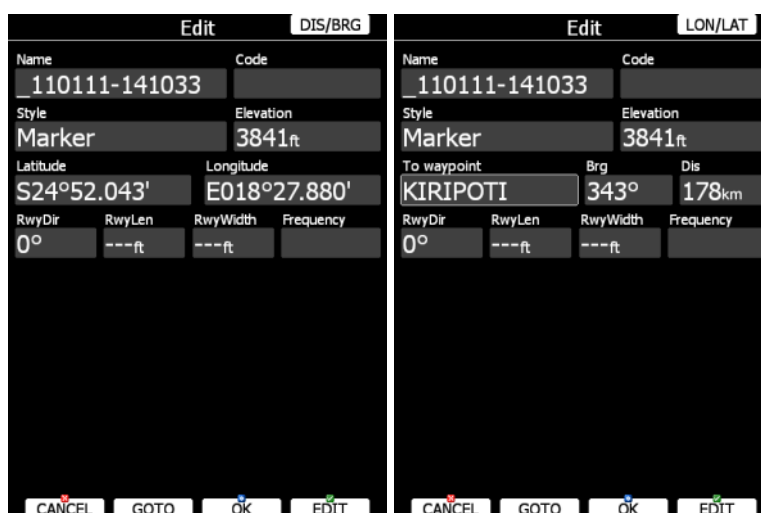 Edit DIS/BRG
Name Code
_110111-141033
Style Elevation
Marker 3841ft
Latitude Longitude
S24°52.043' E018°27.880'
RwyDir RwyLen RwyWidth Frequency
0° ---ft ---ft
CANCEL GOTO OK EDIT
Edit LON/LAT
Name Code
_110111-141033
Style Elevation
Marker 3841ft
To waypoint Brg Dis
KIRIPOTI 343° 178km
RwyDir RwyLen RwyWidth Frequency
0° ---ft ---ft
CANCEL GOTO OK EDIT